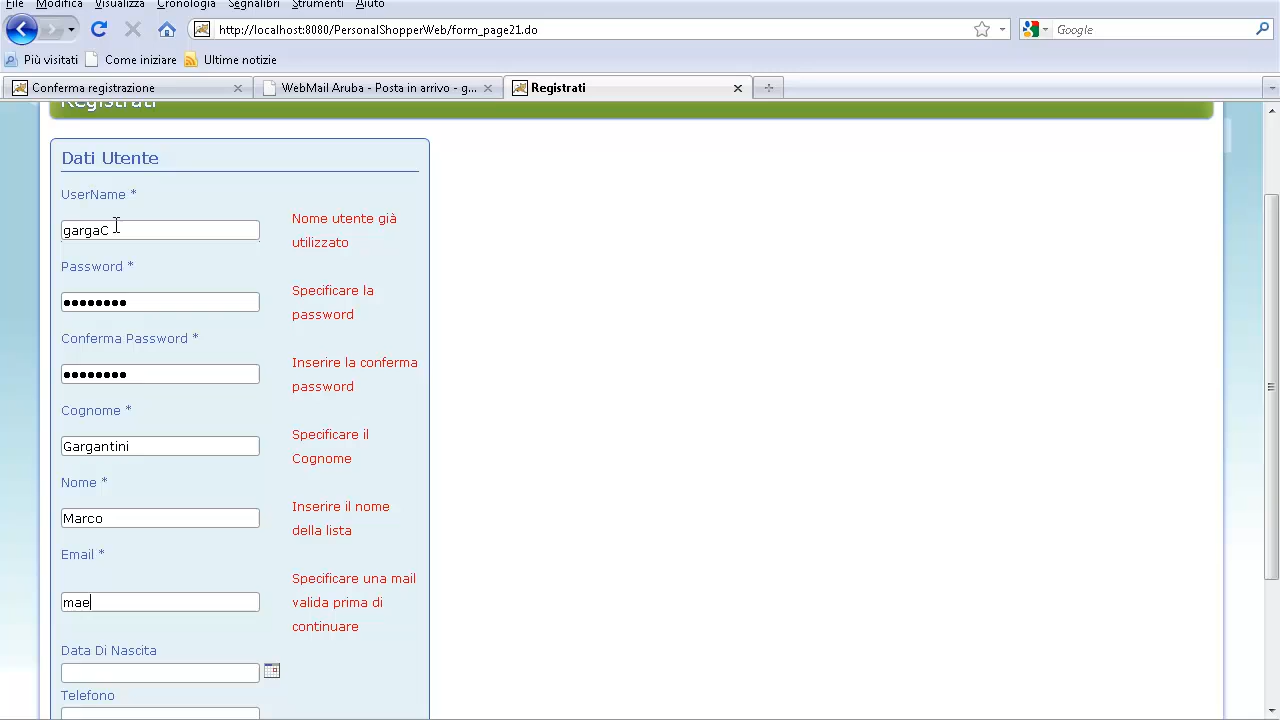 File Modifica Visualizza Cronologia Segnalibri Strumenti Aiuto
http://localhost:8080/PersonalShopperWeb/form_page21.do
Google
Più visitati Come iniziare Ultime notizie
Conferma registrazione WebMail Aruba - Posta in arrivo - g... Registrati
Registrati
Dati Utente
UserName *
gargaC
Nome utente già
utilizzato
Password *
••••••••
Specificare la
password
Conferma Password *
••••••••
Inserire la conferma
password
Cognome *
Gargantini
Specificare il
Cognome
Nome *
Marco
Inserire il nome
della lista
Email *
mae
Specificare una mail
valida prima di
continuare
Data Di Nascita
Telefono